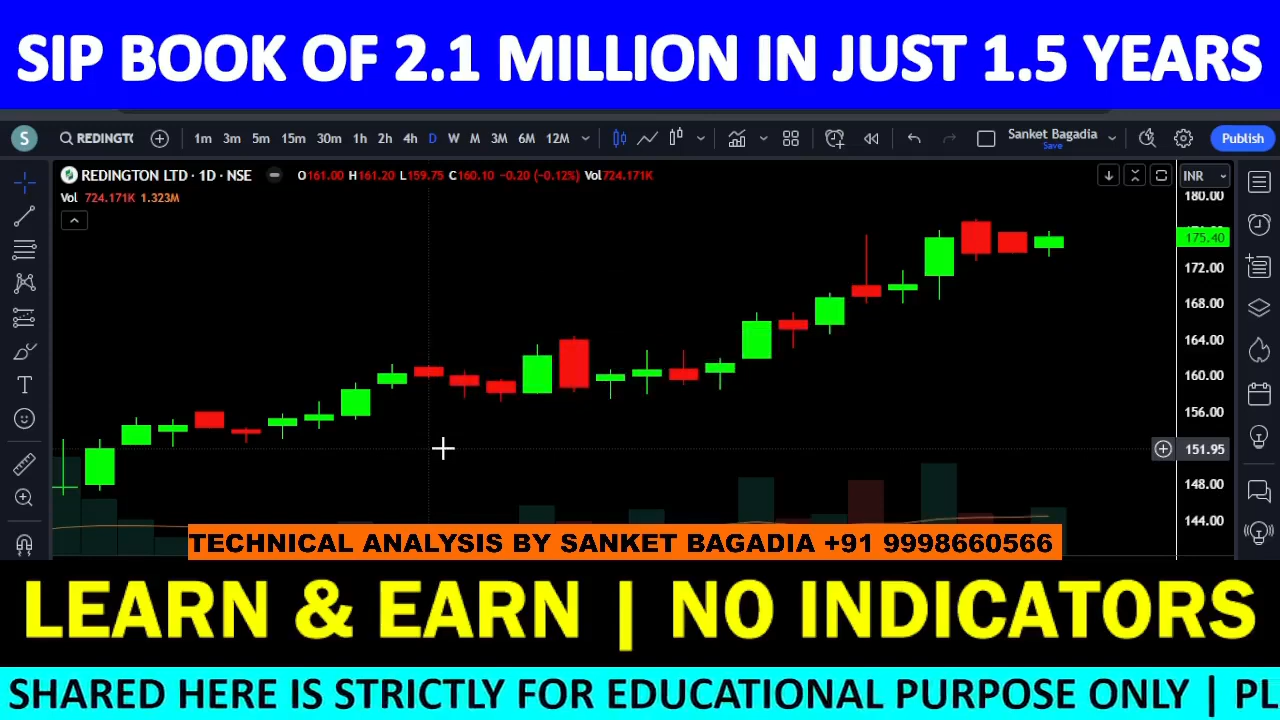 SIP BOOK OF 2.1 MILLION IN JUST 1.5 YEARS
S REDINGT 1m 3m 5m 15m 30m 1h 2h 4h D W M 3M 6M 12M Sanket Bagadia Save Publish
REDINGTON LTD · 1D · NSE O161.00 H161.20 L159.75 C160.10 -0.20 (-0.12%) Vol724.171K INR
Vol 724.171K 1.323M
180.00
175.40
172.00
168.00
164.00
160.00
156.00
151.95
148.00
144.00
TECHNICAL ANALYSIS BY SANKET BAGADIA +91 9998660566
LEARN & EARN | NO INDICATORS
SHARED HERE IS STRICTLY FOR EDUCATIONAL PURPOSE ONLY | PL